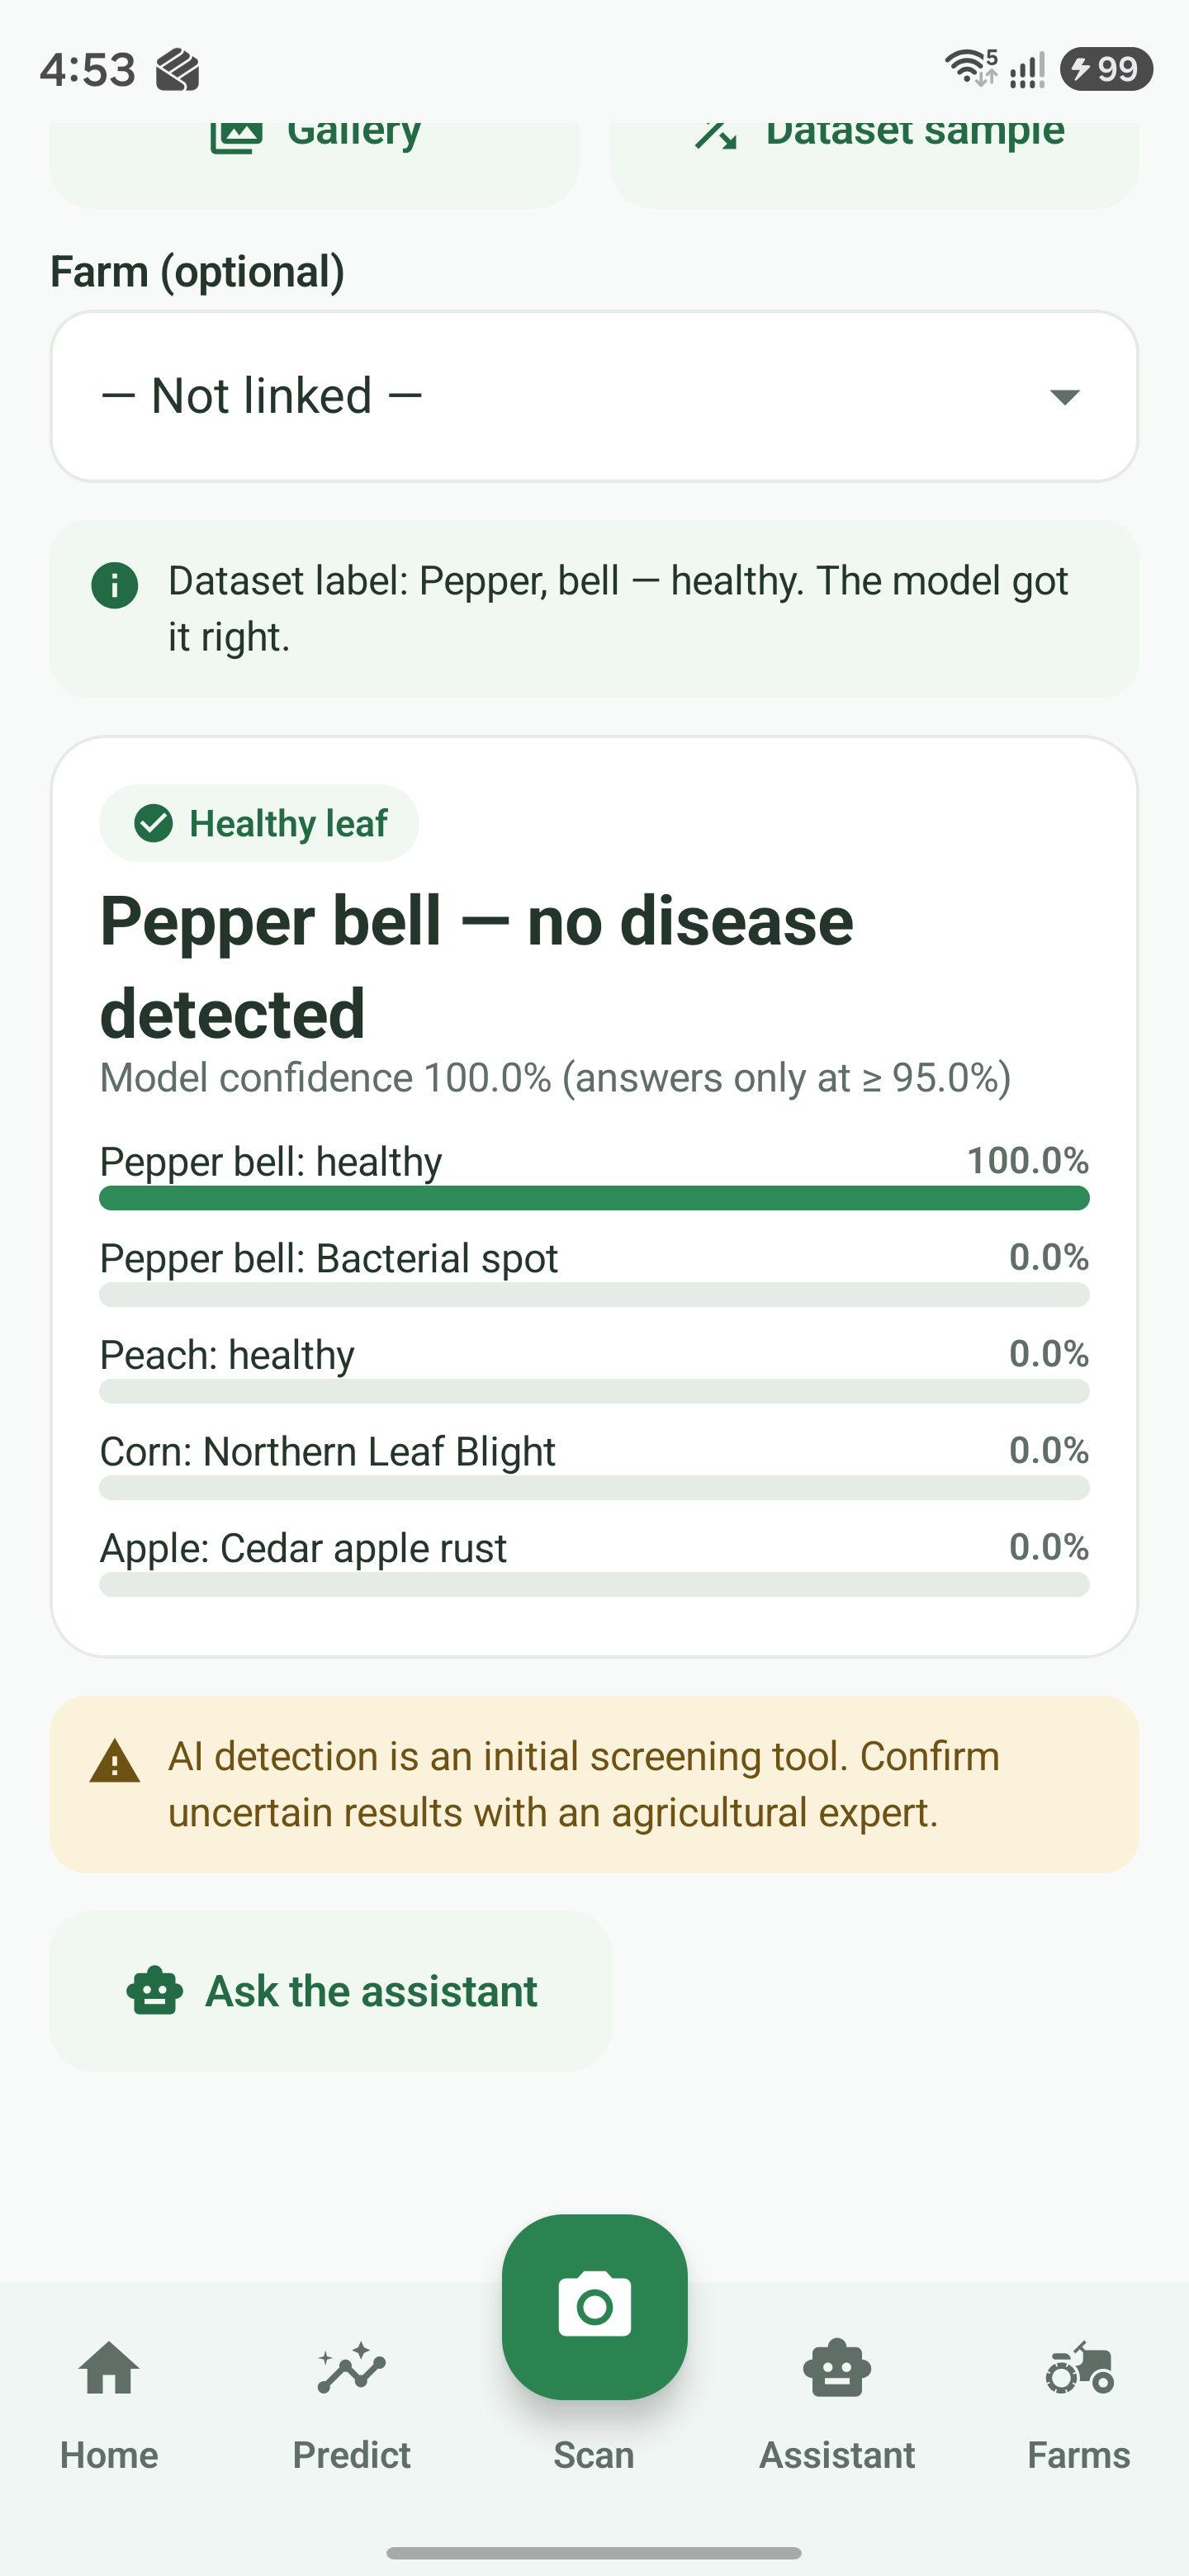 4:53
5
99
Gallery
Dataset sample
Farm (optional)
— Not linked —
Dataset label: Pepper, bell — healthy. The model got
it right.
Healthy leaf
Pepper bell — no disease
detected
Model confidence 100.0% (answers only at ≥ 95.0%)
Pepper bell: healthy 100.0%
Pepper bell: Bacterial spot 0.0%
Peach: healthy 0.0%
Corn: Northern Leaf Blight 0.0%
Apple: Cedar apple rust 0.0%
AI detection is an initial screening tool. Confirm
uncertain results with an agricultural expert.
Ask the assistant
Home
Predict
Scan
Assistant
Farms